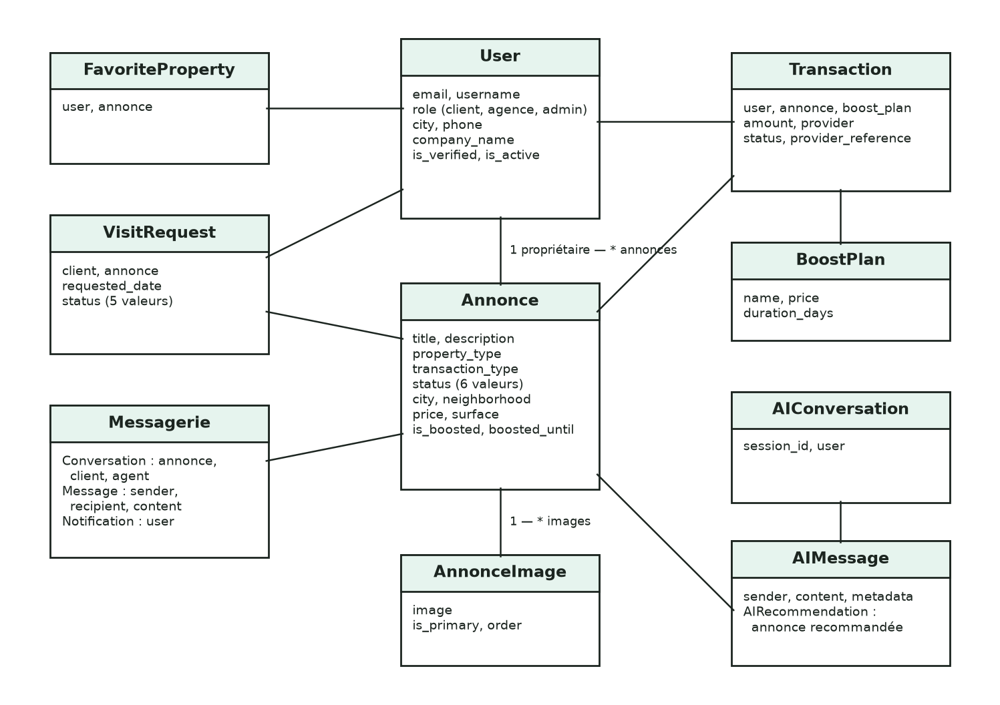 FavoriteProperty
user, annonce
User
email, username
role (client, agence, admin)
city, phone
company_name
is_verified, is_active
Transaction
user, annonce, boost_plan
amount, provider
status, provider_reference
VisitRequest
client, annonce
requested_date
status (5 valeurs)
1 propriétaire — * annonces
BoostPlan
name, price
duration_days
Annonce
title, description
property_type
transaction_type
status (6 valeurs)
city, neighborhood
price, surface
is_boosted, boosted_until
Messagerie
Conversation : annonce,
client, agent
Message : sender,
recipient, content
Notification : user
AIConversation
session_id, user
1 — * images
AnnonceImage
image
is_primary, order
AIMessage
sender, content, metadata
AIRecommendation :
annonce recommandée